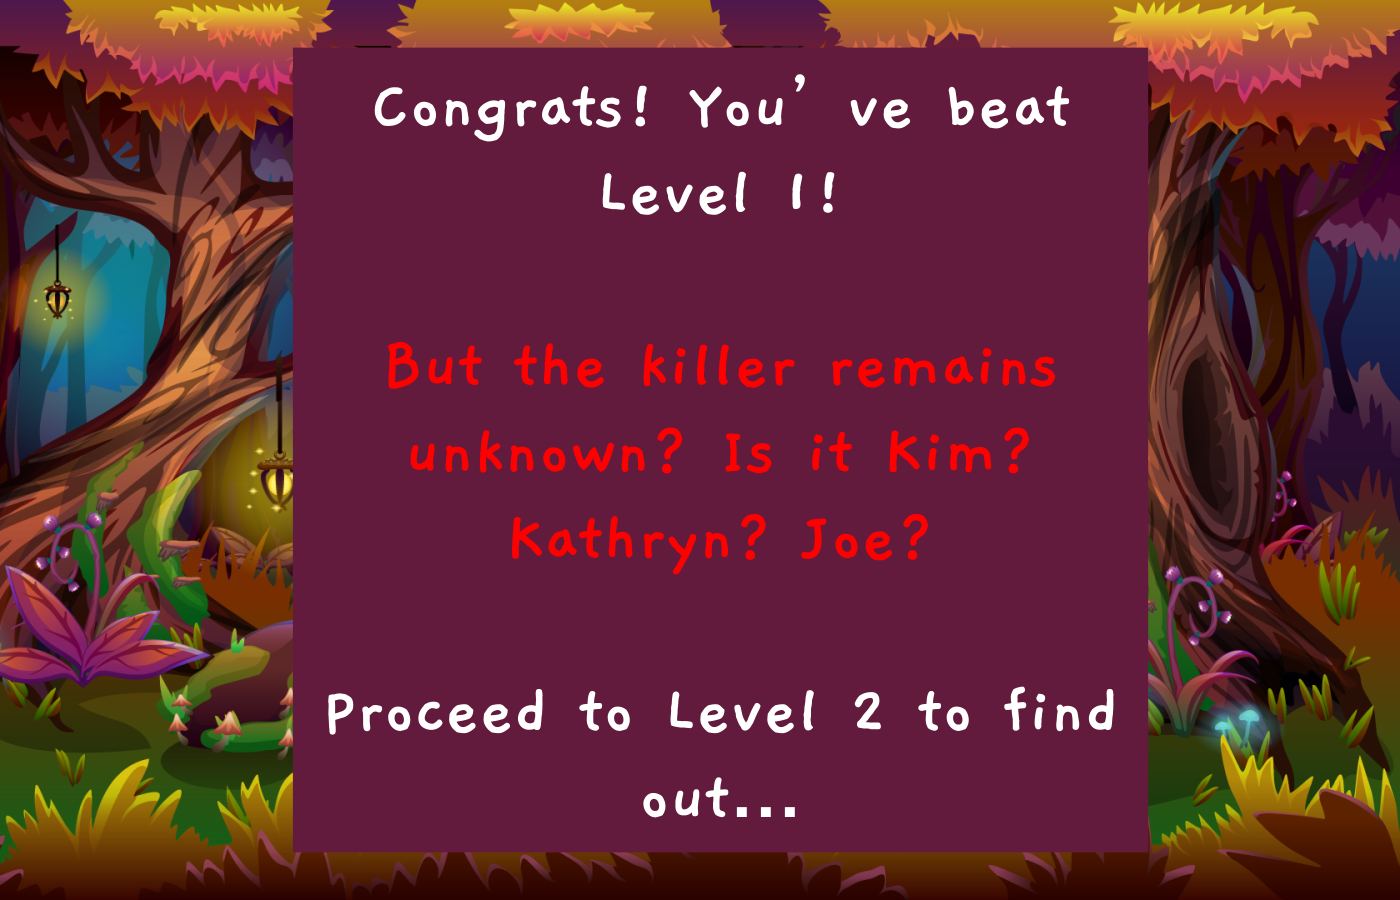 Congrats! You’ ve beat
Level 1!
But the killer remains
unknown? Is it Kim?
Kathryn? Joe?
Proceed to Level 2 to find
out...